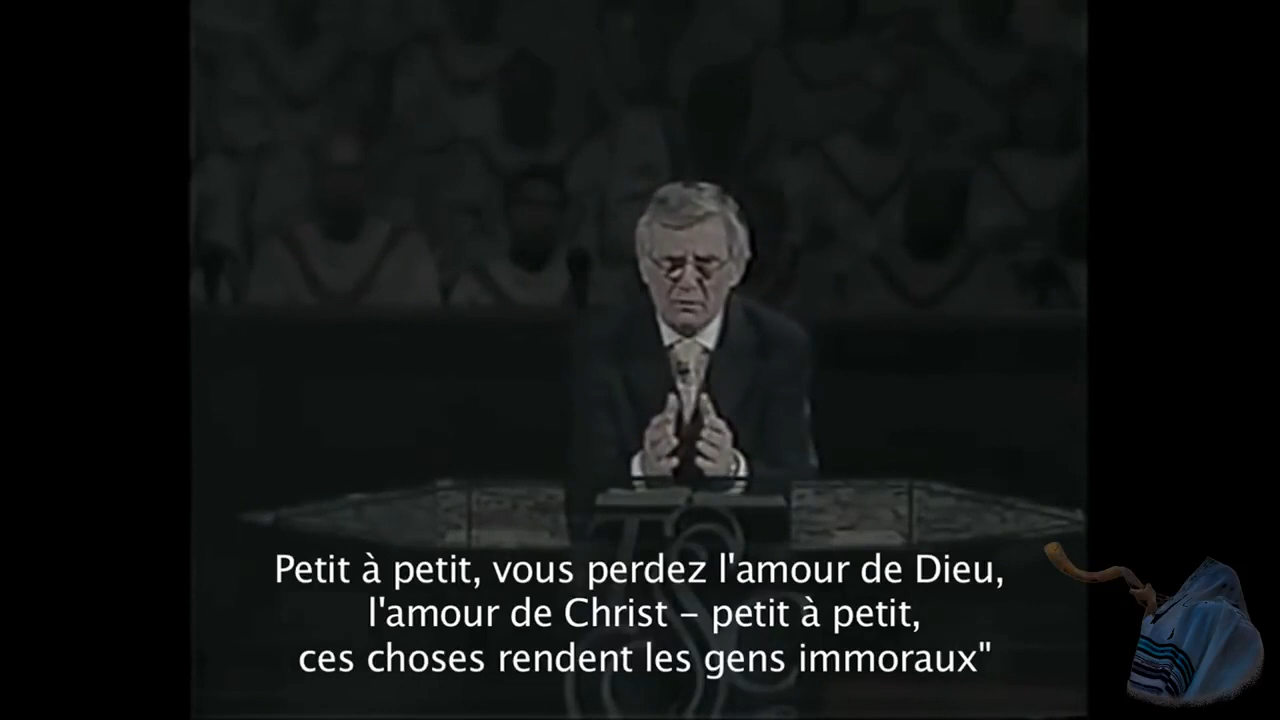 Petit à petit, vous perdez l'amour de Dieu,
l'amour de Christ – petit à petit,
ces choses rendent les gens immoraux"